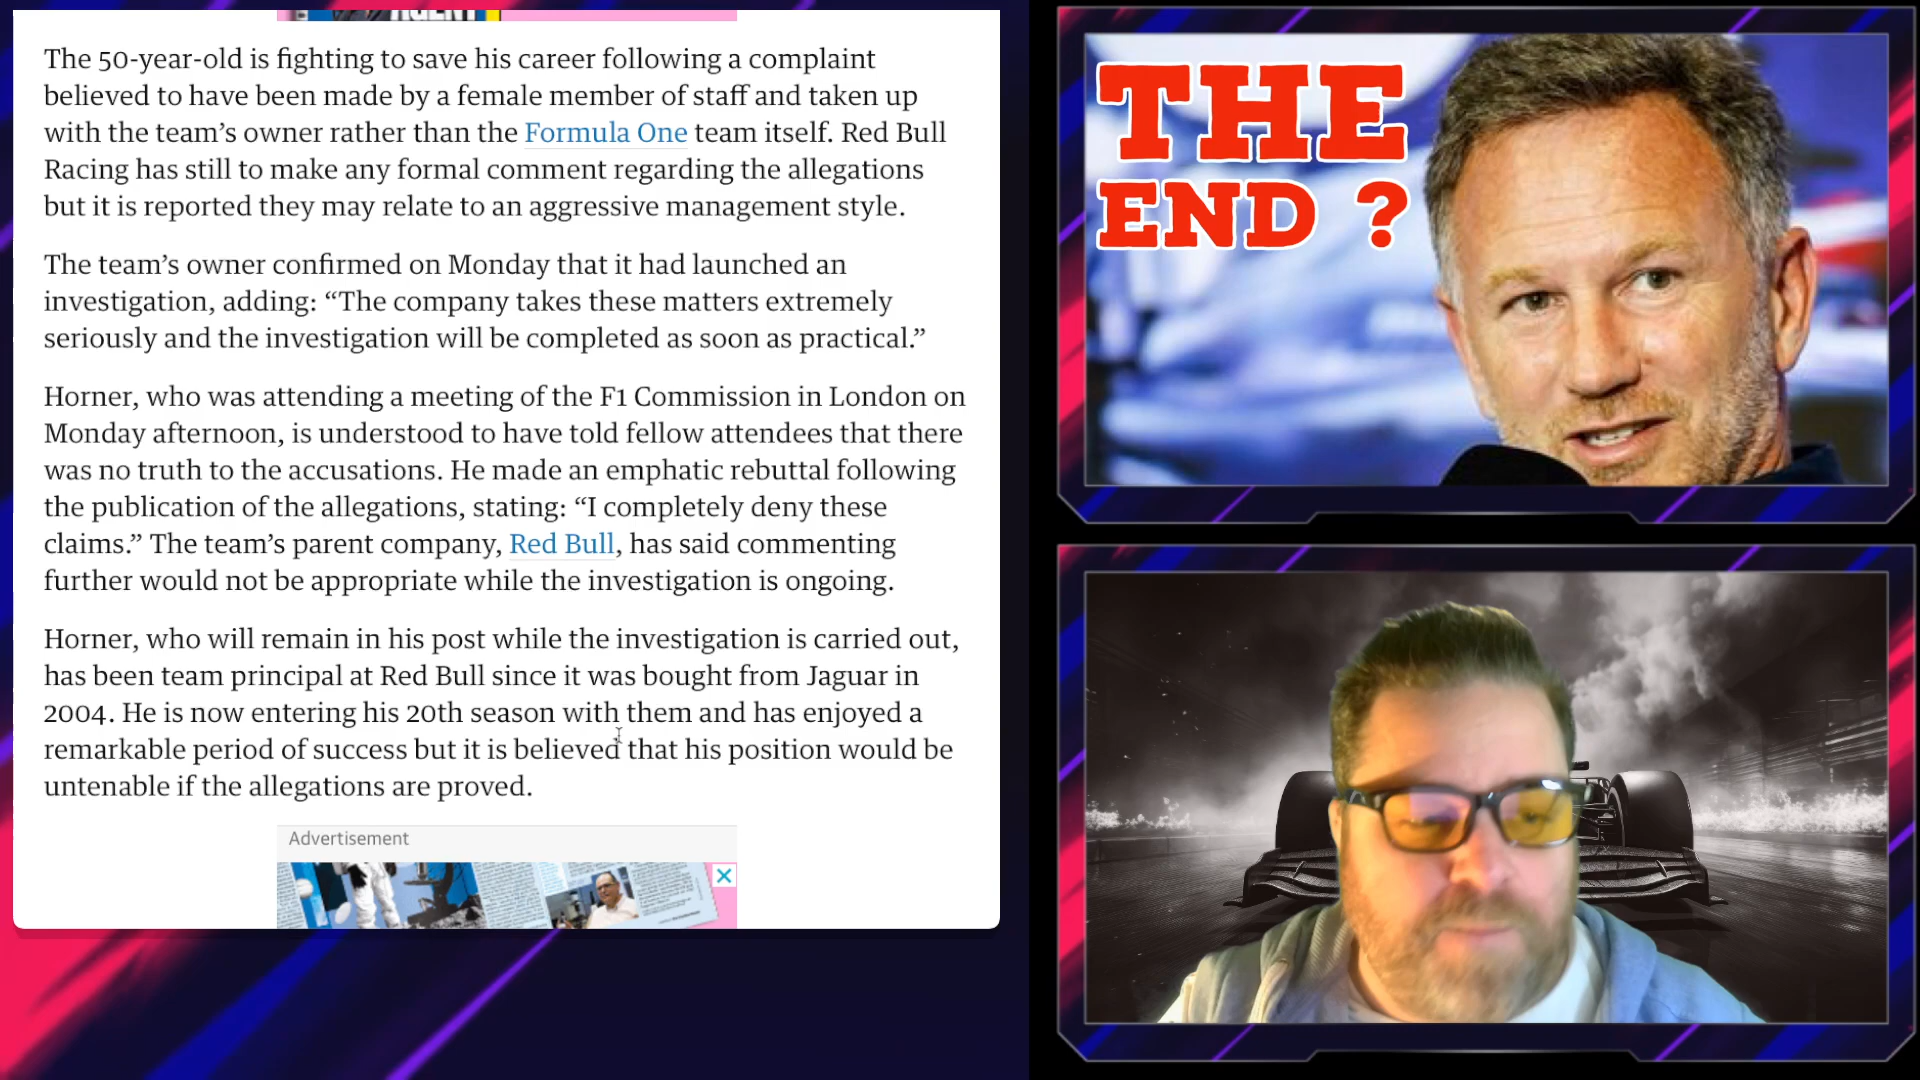 The 50-year-old is fighting to save his career following a complaint
believed to have been made by a female member of staff and taken up
with the team’s owner rather than the Formula One team itself. Red Bull
Racing has still to make any formal comment regarding the allegations
but it is reported they may relate to an aggressive management style.
The team’s owner confirmed on Monday that it had launched an
investigation, adding: “The company takes these matters extremely
seriously and the investigation will be completed as soon as practical.”
Horner, who was attending a meeting of the F1 Commission in London on
Monday afternoon, is understood to have told fellow attendees that there
was no truth to the accusations. He made an emphatic rebuttal following
the publication of the allegations, stating: “I completely deny these
claims.” The team’s parent company, Red Bull, has said commenting
further would not be appropriate while the investigation is ongoing.
Horner, who will remain in his post while the investigation is carried out,
has been team principal at Red Bull since it was bought from Jaguar in
2004. He is now entering his 20th season with them and has enjoyed a
remarkable period of success but it is believed that his position would be
untenable if the allegations are proved.
Advertisement
THE
END ?